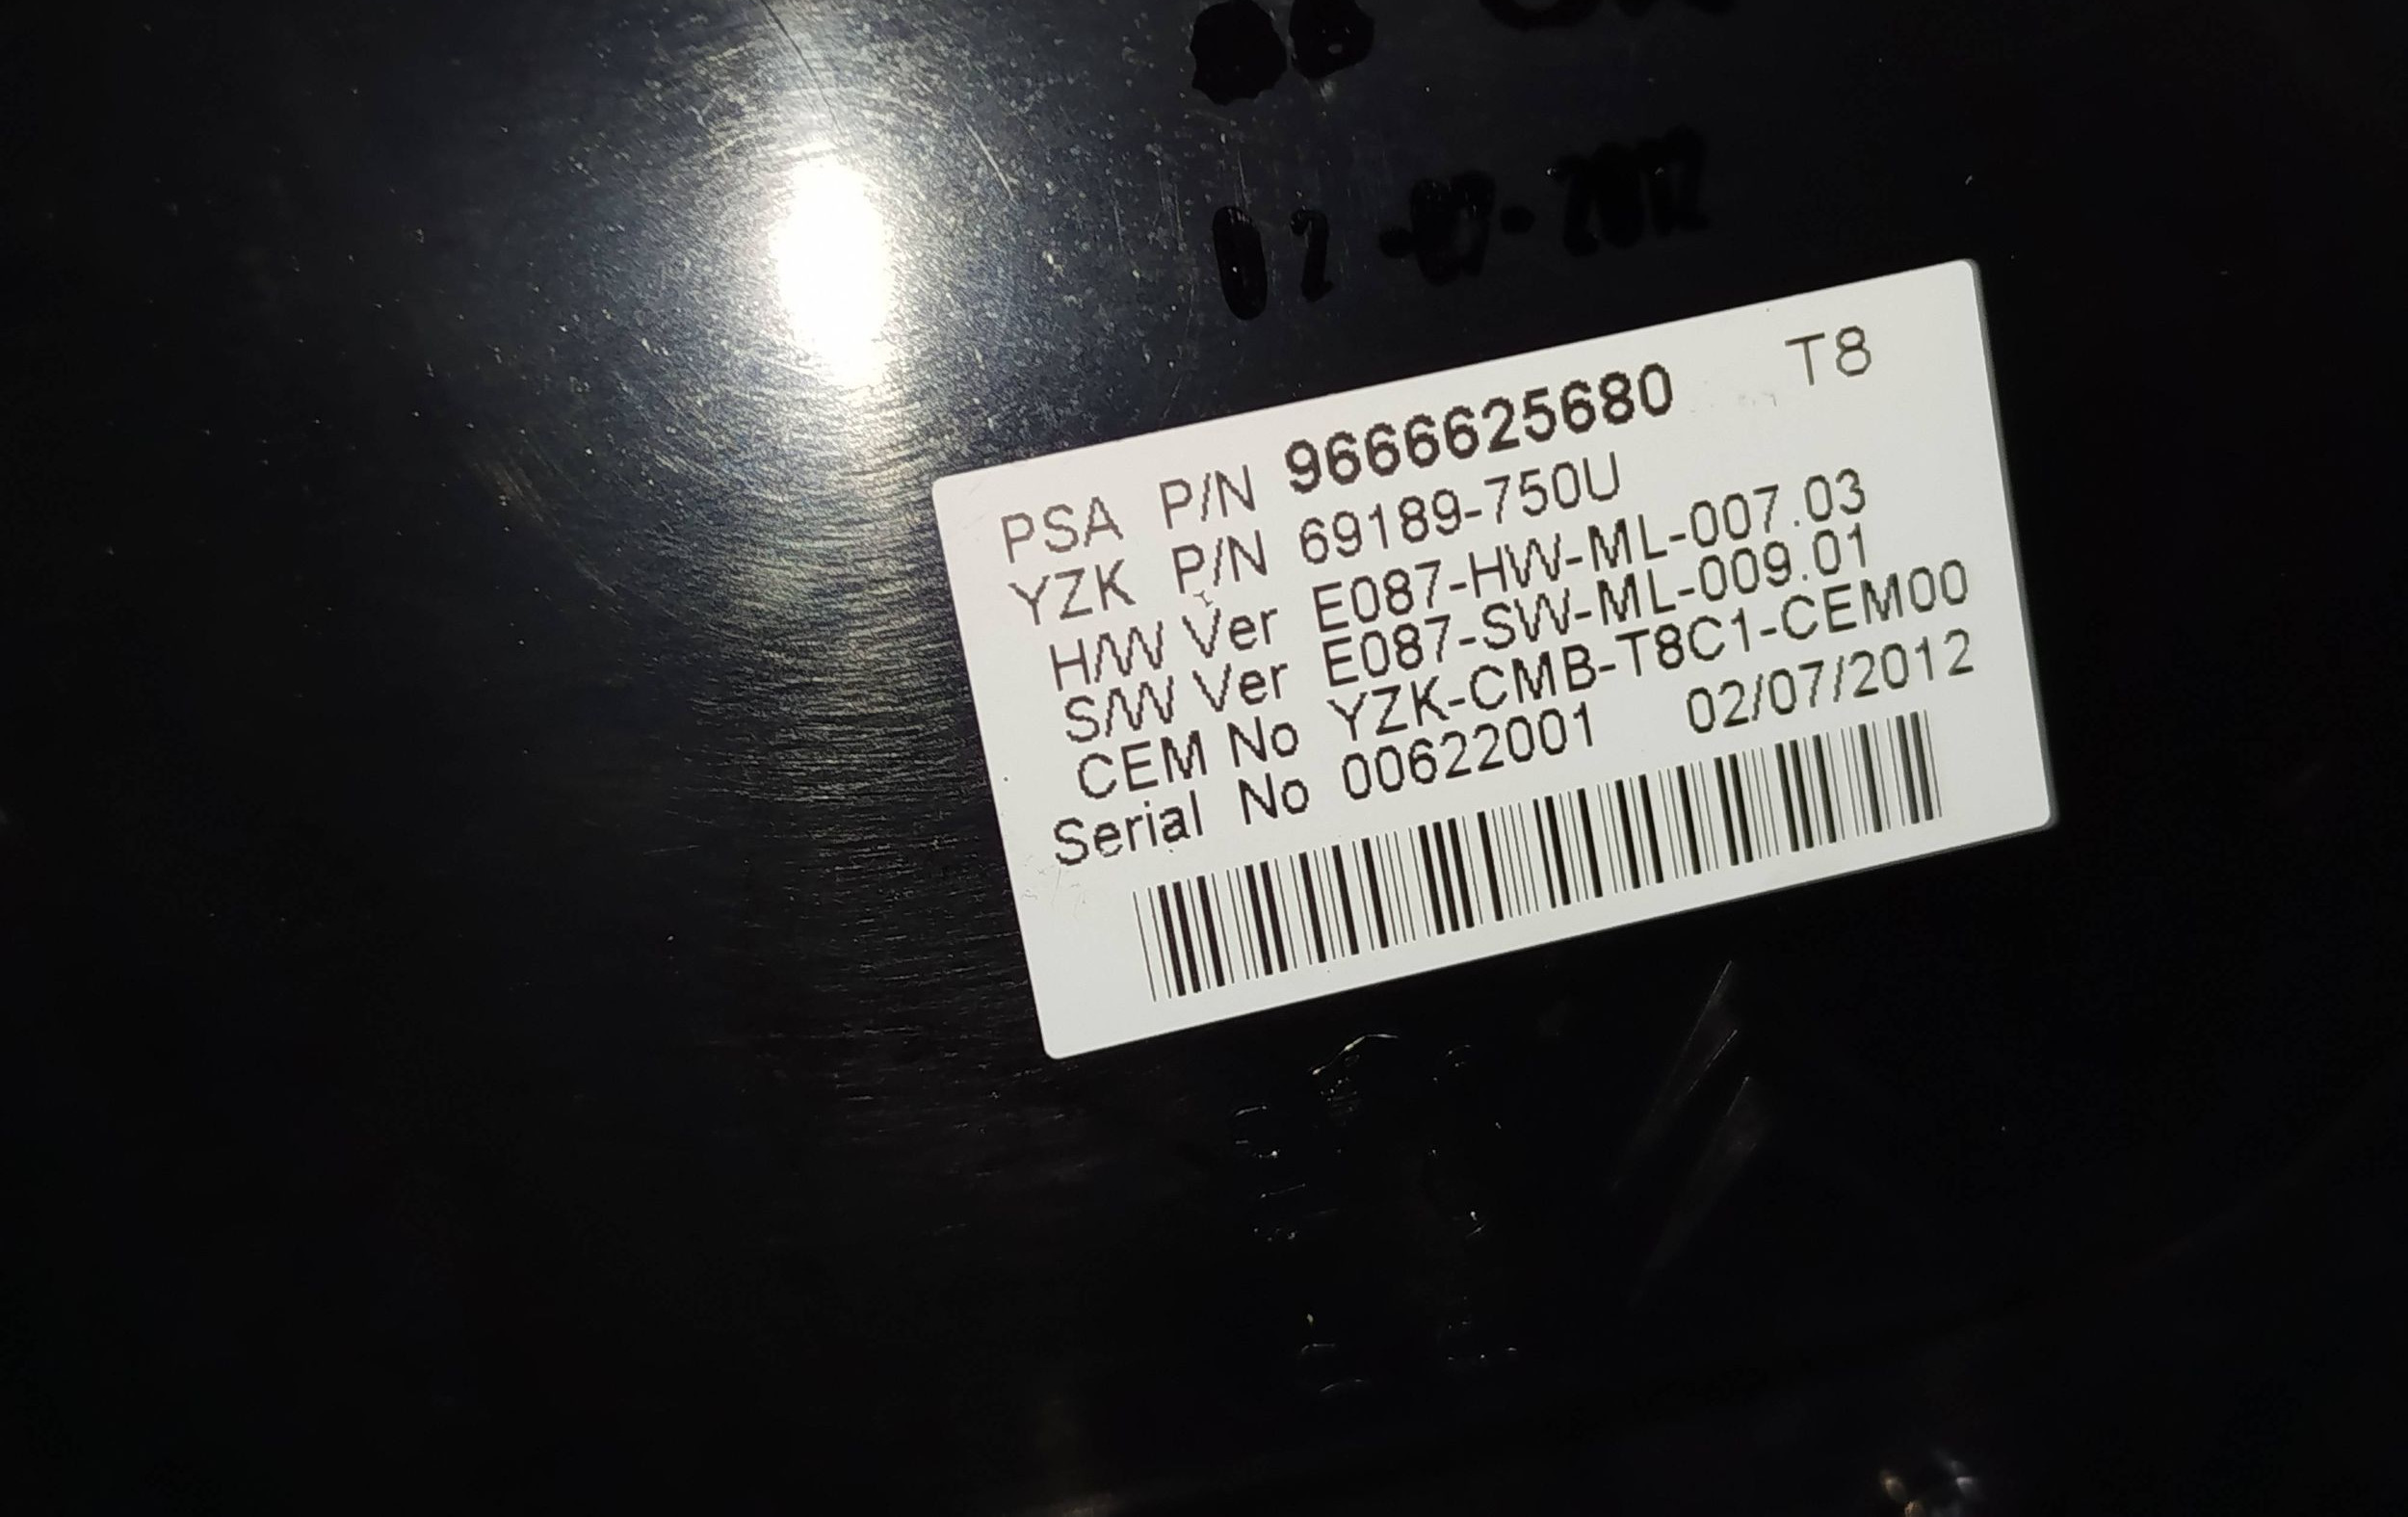 02-07-2012
PSA P/N 9666625680 T8
YZK P/N 69189-750U
H/W Ver E087-HW-ML-007.03
S/W Ver E087-SW-ML-009.01
CEM No YZK-CMB-T8C1-CEM00
Serial No 00622001 02/07/2012